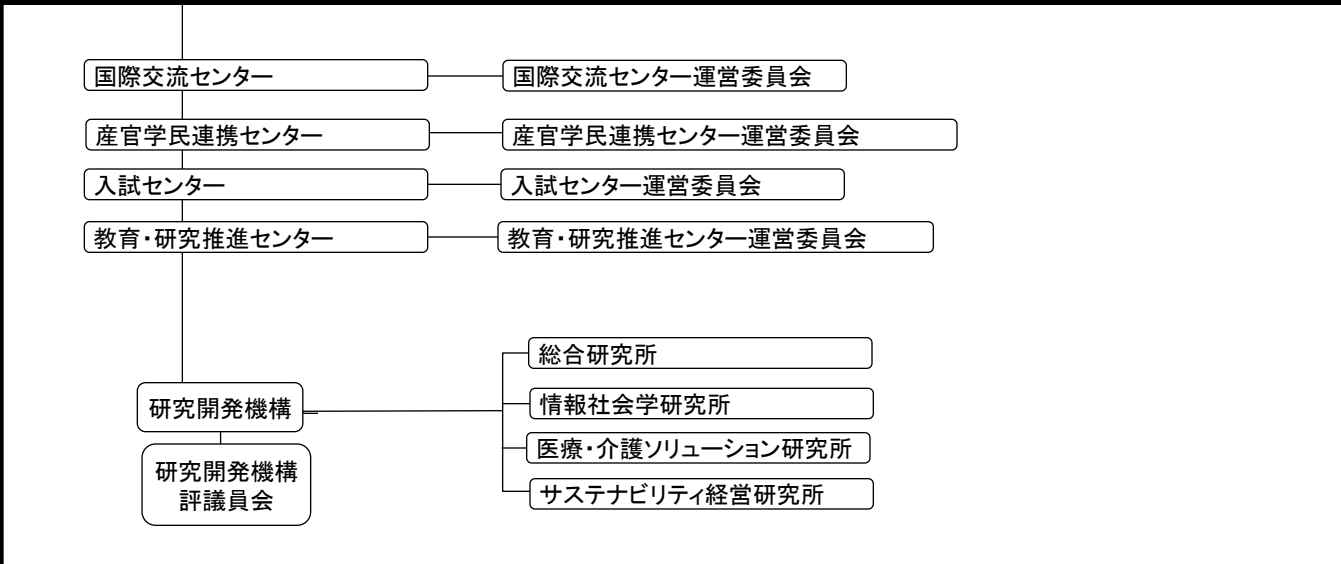 国際交流センター
国際交流センター運営委員会
産官学民連携センター
産官学民連携センター運営委員会
入試センター
入試センター運営委員会
教育・研究推進センター
教育・研究推進センター運営委員会
総合研究所
研究開発機構
情報社会学研究所
医療・介護ソリューション研究所
研究開発機構
評議員会
サステナビリティ経営研究所